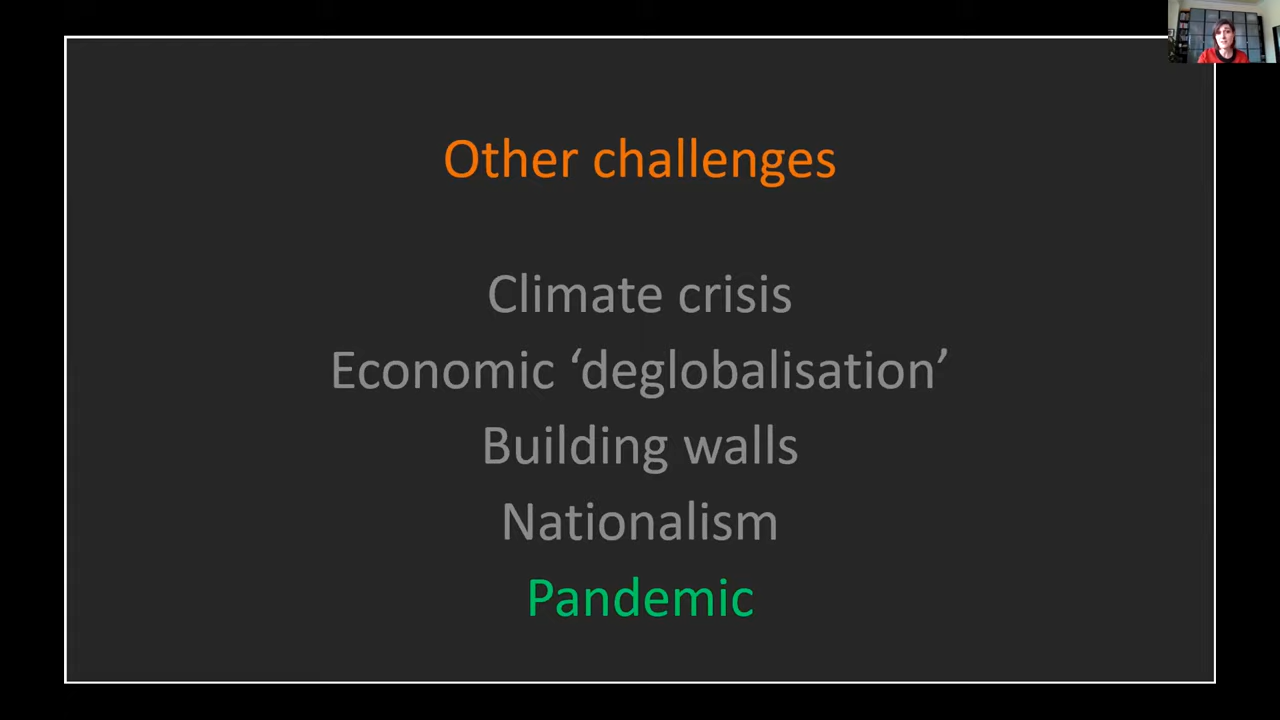 Other challenges
Climate crisis
Economic ‘deglobalisation’
Building walls
Nationalism
Pandemic